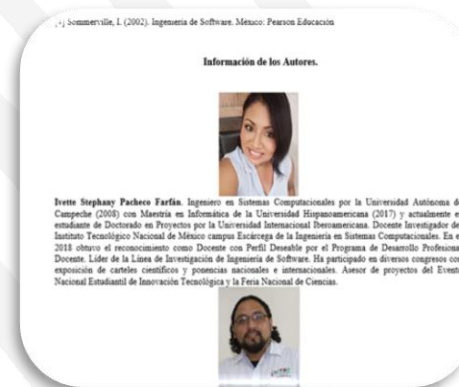 Sommerville, I. (2002). Ingeniería de Software. México: Pearson Educación
Información de los Autores.
Ivette Stephany Pacheco Farfán. Ingeniero en Sistemas Computacionales por la Universidad Autónoma de
Campeche (2008) con Maestría en Informática de la Universidad Hispanoamericana (2017) y actualmente e
estudiante de Doctorado en Proyectos por la Universidad Internacional Iberoamericana. Docente Investigador de
Instituto Tecnológico Nacional de México campus Escárcega de la Ingeniería en Sistemas Computacionales. En e
2018 obtuvo el reconocimiento como Docente con Perfil Deseable por el Programa de Desarrollo Profesiona
Docente. Líder de la Línea de Investigación de Ingeniería de Software. Ha participado en diversos congresos con
exposición de carteles científicos y ponencias nacionales e internacionales. Asesor de proyectos del Event
Nacional Estudiantil de Innovación Tecnológica y la Feria Nacional de Ciencias.